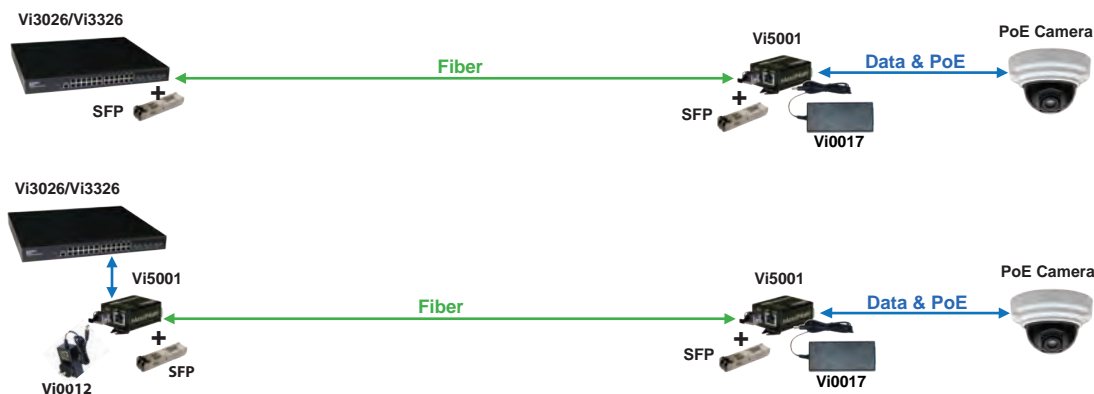 Vi3026/Vi3326
Vi5001
PoE Camera
Fiber
Data & PoE
+
SFP
+
SFP
Vi0017
Vi3026/Vi3326
Vi5001
Vi5001
PoE Camera
Fiber
Data & PoE
+
SFP
+
SFP
Vi0012
Vi0017